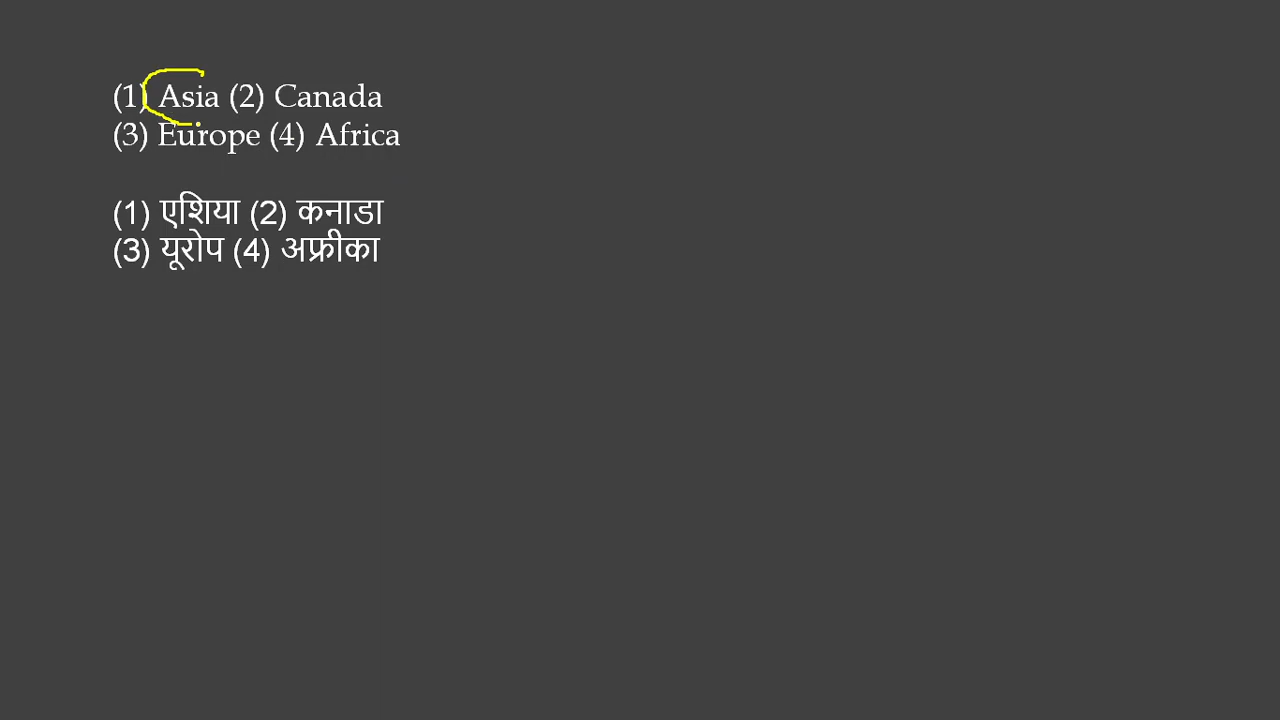 (1) Asia (2) Canada
(3) Europe (4) Africa
(1) एशिया (2) कनाडा
(3) यूरोप (4) अफ्रीका